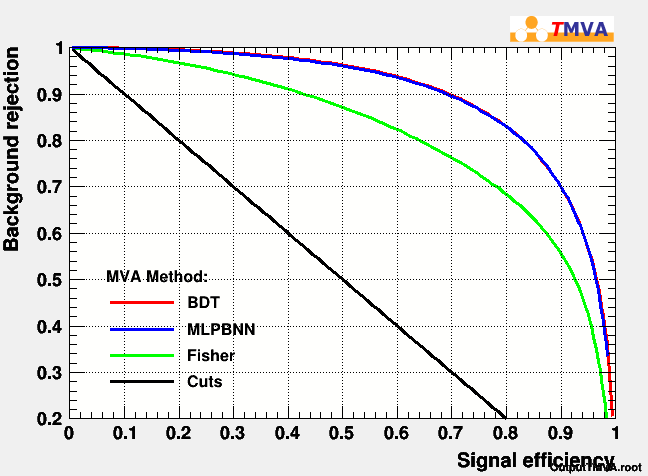 TMVA
Background rejection
1
0.9
0.8
0.7
0.6
0.5
0.4
0.3
0.2
MVA Method:
BDT
MLPBNN
Fisher
Cuts
0 0.1 0.2 0.3 0.4 0.5 0.6 0.7 0.8 0.9 1
Signal efficiency
OutputTMVA.root